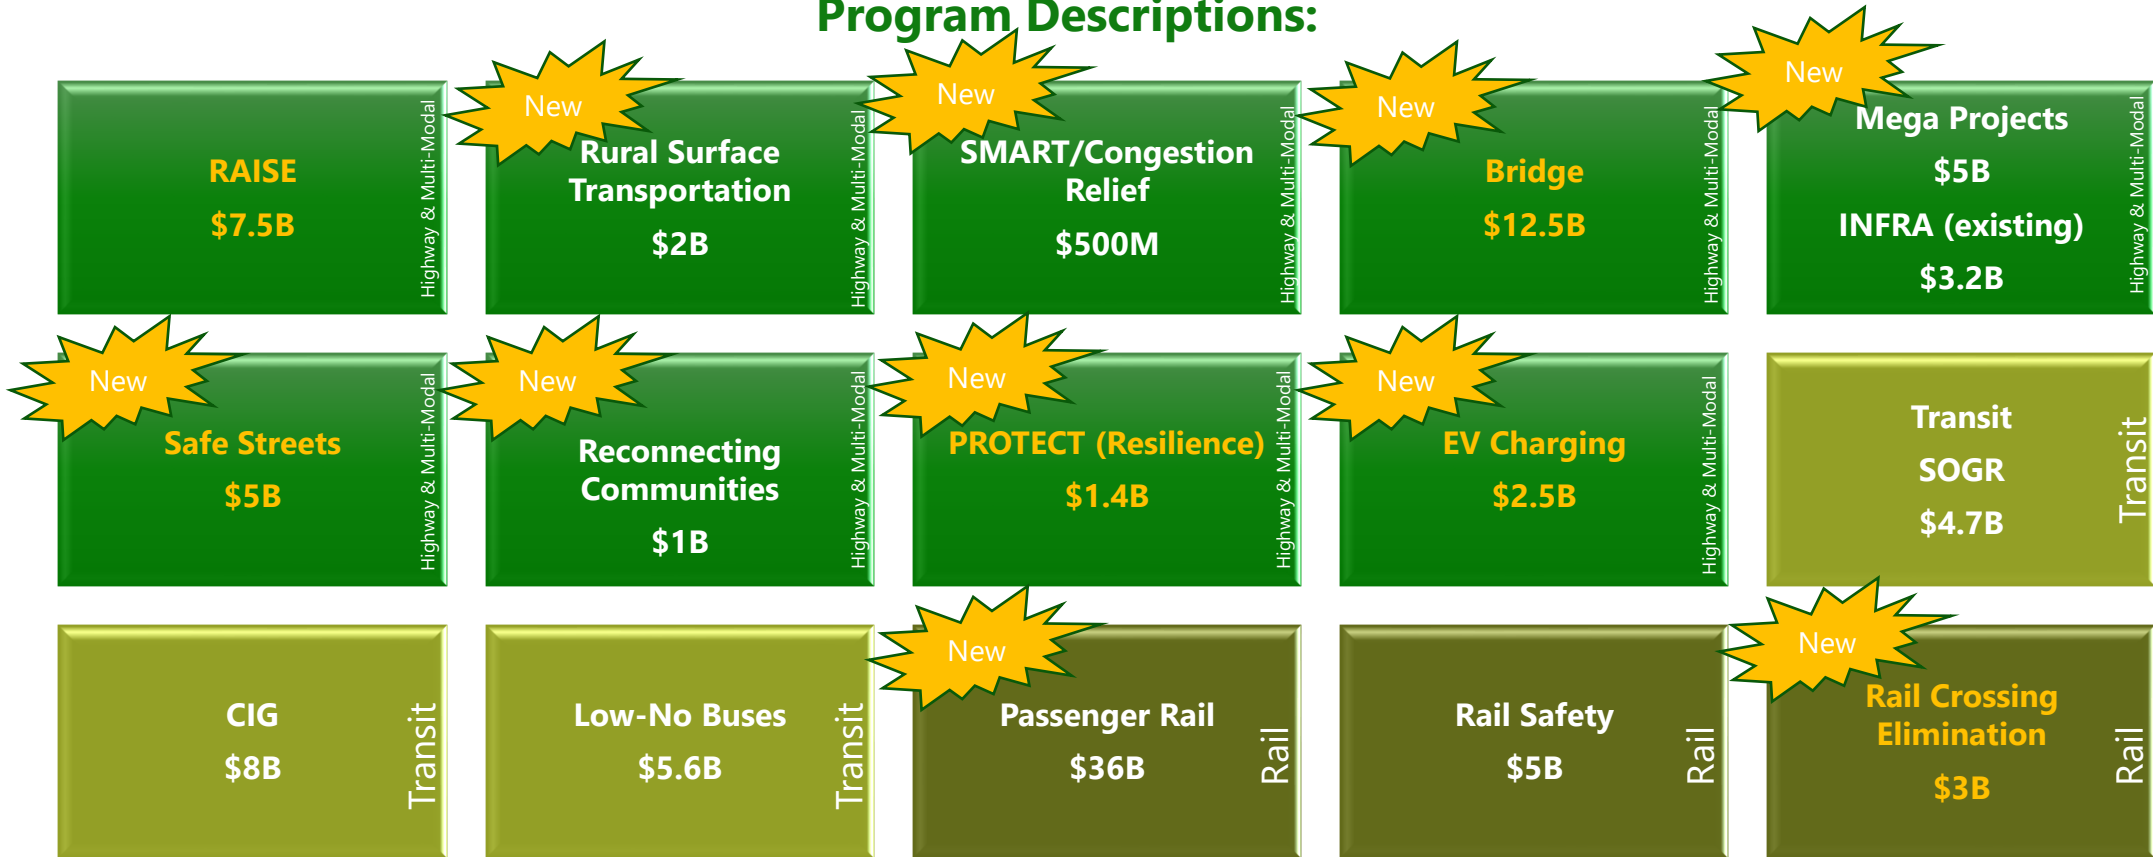 Program Descriptions:
RAISE
$7.5B
Highway & Multi-Modal
New
Rural Surface
Transportation
$2B
Highway & Multi-Modal
New
SMART/Congestion
Relief
$500M
Highway & Multi-Modal
New
Bridge
$12.5B
Highway & Multi-Modal
New
Mega Projects
$5B
INFRA (existing)
$3.2B
Highway & Multi-Modal
New
Safe Streets
$5B
Highway & Multi-Modal
New
Reconnecting
Communities
$1B
Highway & Multi-Modal
New
PROTECT (Resilience)
$1.4B
Highway & Multi-Modal
New
EV Charging
$2.5B
Highway & Multi-Modal
Transit
SOGR
$4.7B
Transit
CIG
$8B
Transit
Low-No Buses
$5.6B
Transit
New
Passenger Rail
$36B
Rail
Rail Safety
$5B
Rail
New
Rail Crossing
Elimination
$3B
Rail